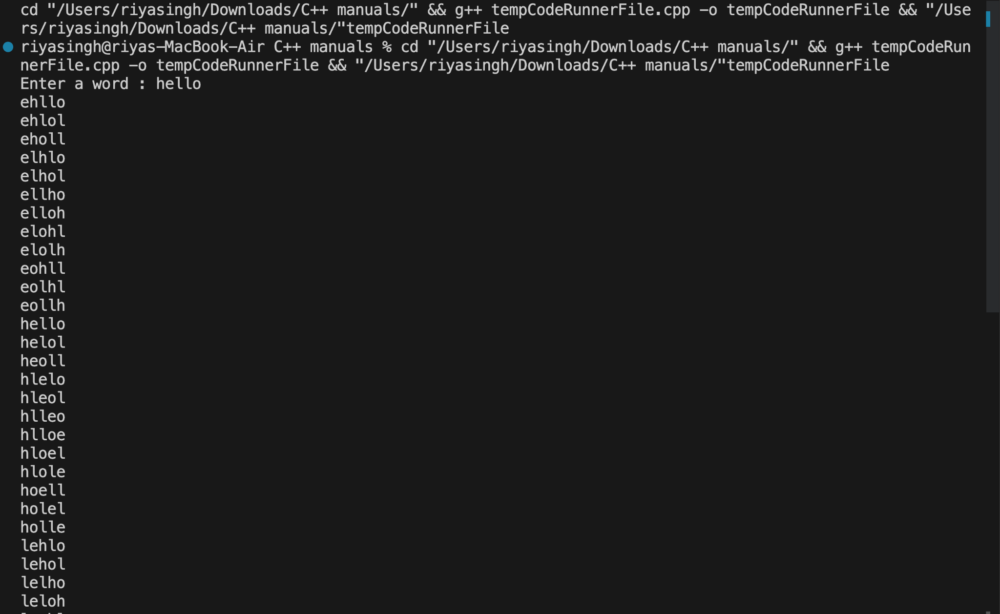 cd "/Users/riyasingh/Downloads/C++ manuals/" && g++ tempCodeRunnerFile.cpp -o tempCodeRunnerFile && "/Use
rs/riyasingh/Downloads/C++ manuals/"tempCodeRunnerFile
riyasingh@riyas-MacBook-Air C++ manuals % cd "/Users/riyasingh/Downloads/C++ manuals/" && g++ tempCodeRun
nerFile.cpp -o tempCodeRunnerFile && "/Users/riyasingh/Downloads/C++ manuals/"tempCodeRunnerFile
Enter a word : hello
ehllo
ehlol
eholl
elhlo
elhol
ellho
elloh
elohl
elolh
eohll
eolhl
eollh
hello
helol
heoll
hlelo
hleol
hlleo
hlloe
hloel
hlole
hoell
holel
holle
lehlo
lehol
lelho
leloh